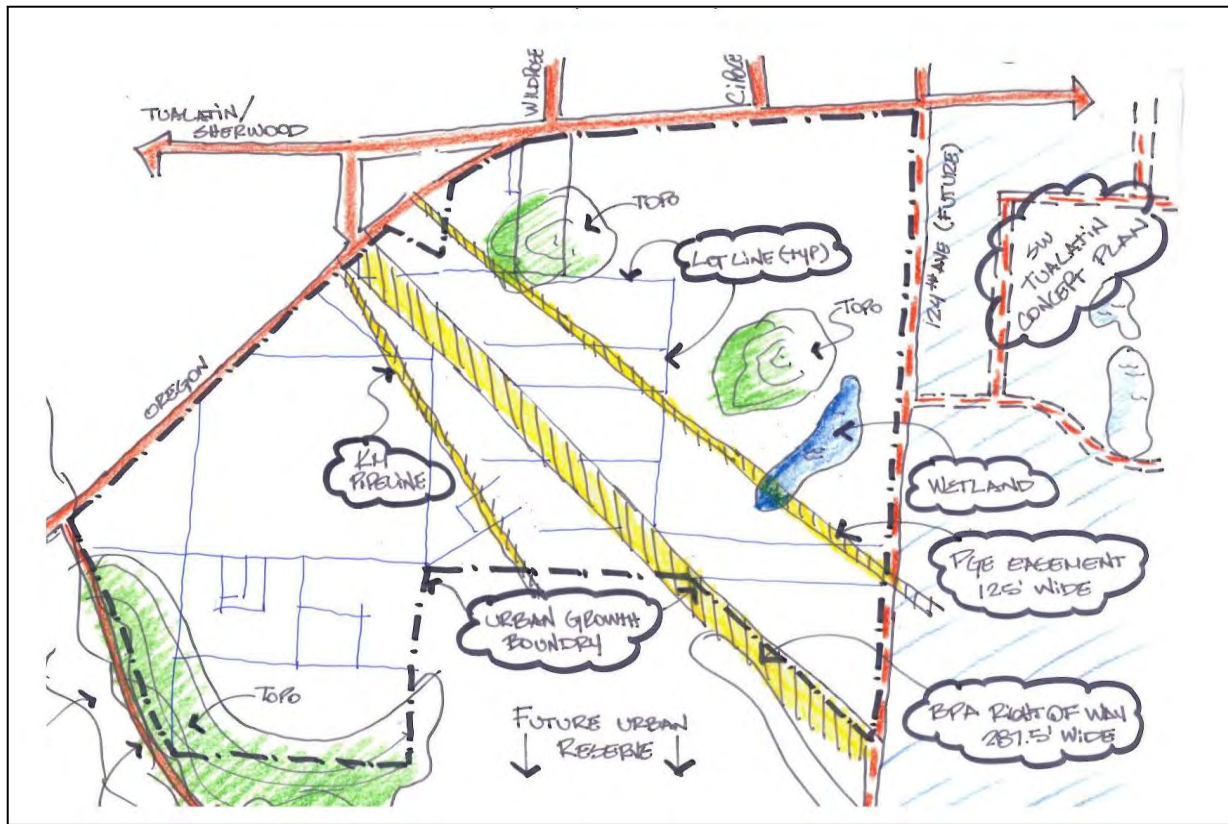 TUALATIN/
SHERWOOD
WILDROSE
CIPOLE
124TH AVE (FUTURE)
SW
TUALATIN
CONCEPT PLAN
TOPO
LOT LINE (TYP)
TOPO
OREGON
KM
PIPELINE
WETLAND
PGE EASEMENT
125' WIDE
URBAN GROWTH
BOUNDRY
BPA RIGHT OF WAY
287.5' WIDE
TOPO
FUTURE URBAN
RESERVE